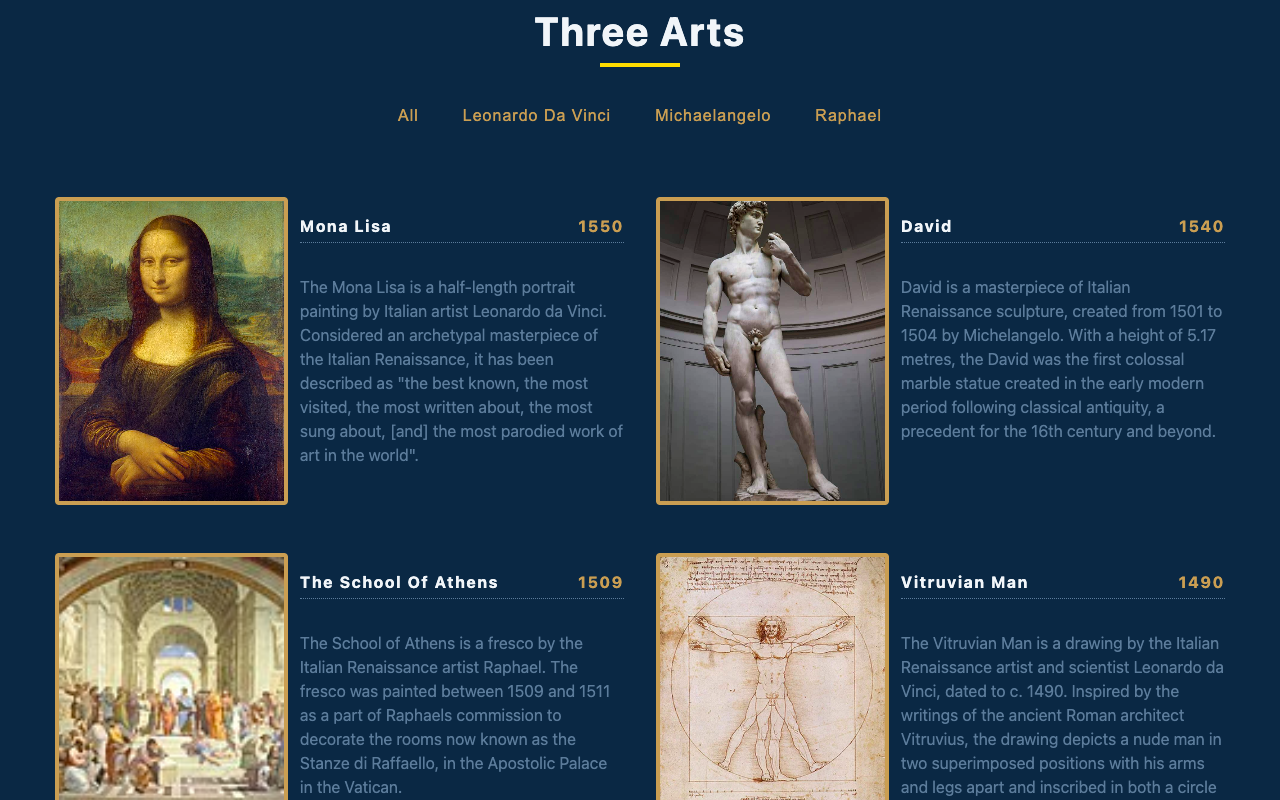 Three Arts
All Leonardo Da Vinci Michaelangelo Raphael
Mona Lisa 1550
The Mona Lisa is a half-length portrait
painting by Italian artist Leonardo da Vinci.
Considered an archetypal masterpiece of
the Italian Renaissance, it has been
described as "the best known, the most
visited, the most written about, the most
sung about, [and] the most parodied work of
art in the world".
David 1540
David is a masterpiece of Italian
Renaissance sculpture, created from 1501 to
1504 by Michelangelo. With a height of 5.17
metres, the David was the first colossal
marble statue created in the early modern
period following classical antiquity, a
precedent for the 16th century and beyond.
The School Of Athens 1509
The School of Athens is a fresco by the
Italian Renaissance artist Raphael. The
fresco was painted between 1509 and 1511
as a part of Raphaels commission to
decorate the rooms now known as the
Stanze di Raffaello, in the Apostolic Palace
in the Vatican.
Vitruvian Man 1490
The Vitruvian Man is a drawing by the Italian
Renaissance artist and scientist Leonardo da
Vinci, dated to c. 1490. Inspired by the
writings of the ancient Roman architect
Vitruvius, the drawing depicts a nude man in
two superimposed positions with his arms
and legs apart and inscribed in both a circle